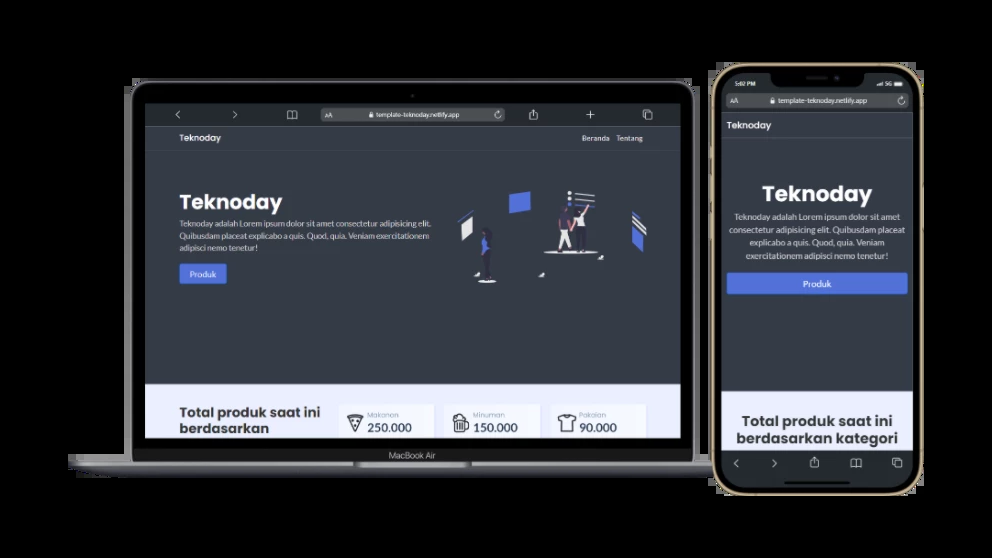 AA template-teknoday.netlify.app
Teknoday
Beranda Tentang
Teknoday
Teknoday adalah Lorem ipsum dolor sit amet consectetur adipisicing elit.
Quibusdam placeat explicabo a quis. Quod, quia. Veniam exercitationem
adipisci nemo tenetur!
Produk
Total produk saat ini
berdasarkan
Makanan
250.000
Minuman
150.000
Pakaian
90.000
MacBook Air
5:02 PM
5G
AA template-teknoday.netlify.app
Teknoday
Teknoday
Teknoday adalah Lorem ipsum dolor sit amet
consectetur adipisicing elit. Quibusdam placeat
explicabo a quis. Quod, quia. Veniam
exercitationem adipisci nemo tenetur!
Produk
Total produk saat ini
berdasarkan kategori